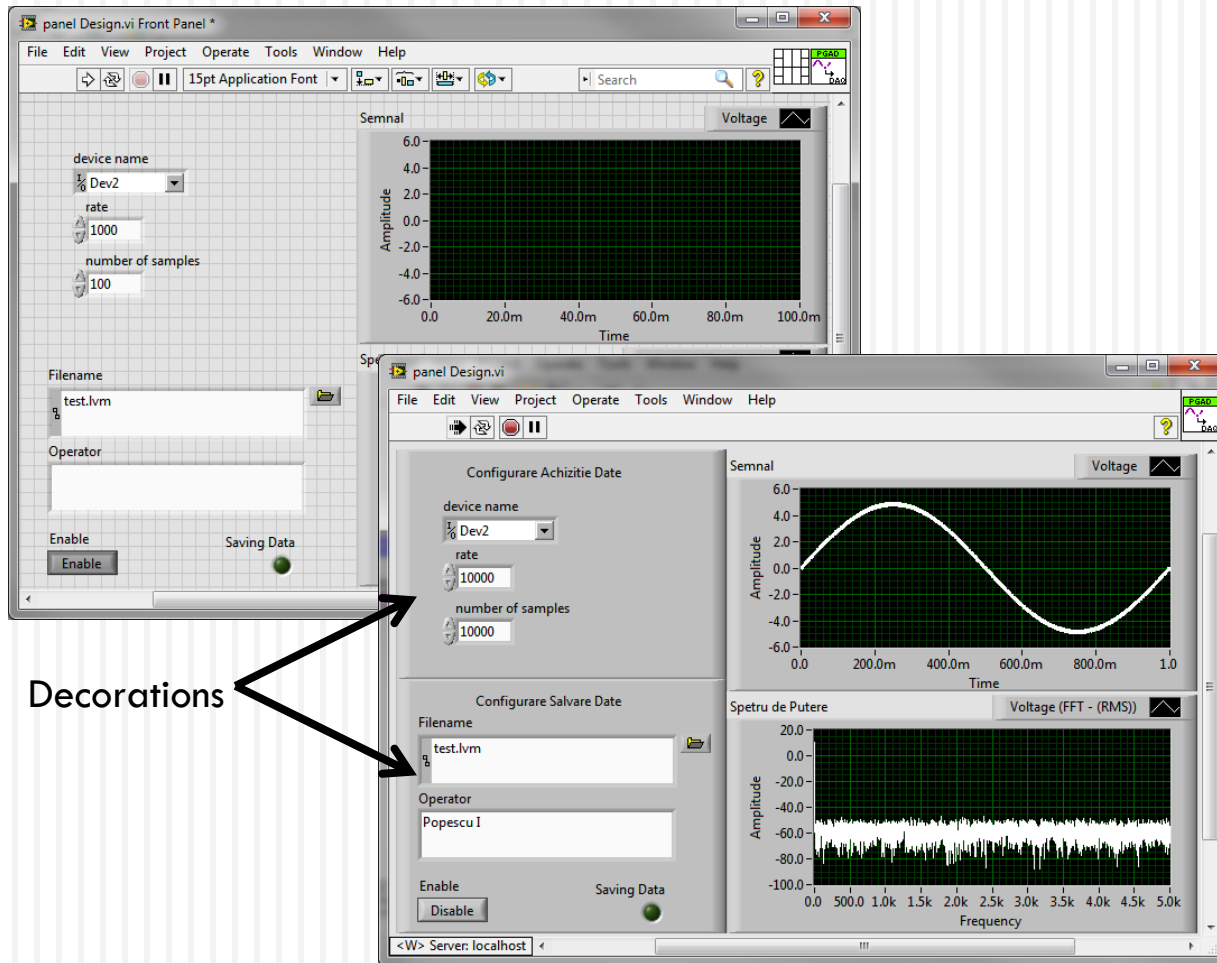 panel Design.vi Front Panel *
File Edit View Project Operate Tools Window Help
15pt Application Font
Search
PGAD
DAQ
device name
Dev2
rate
1000
number of samples
100
Filename
test.lvm
Operator
Enable
Enable
Saving Data
Semnal
Voltage
6.0
4.0
2.0
0.0
-2.0
-4.0
-6.0
Amplitude
0.0 20.0m 40.0m 60.0m 80.0m 100.0m
Time
Spe
Decorations
panel Design.vi
File Edit View Project Operate Tools Window Help
PGAD
DAQ
Configurare Achizitie Date
device name
Dev2
rate
10000
number of samples
10000
Configurare Salvare Date
Filename
test.lvm
Operator
Popescu I
Enable
Disable
Saving Data
Semnal
Voltage
6.0
4.0
2.0
0.0
-2.0
-4.0
-6.0
Amplitude
0.0 200.0m 400.0m 600.0m 800.0m 1.0
Time
Spetru de Putere
Voltage (FFT - (RMS))
20.0
0.0
-20.0
-40.0
-60.0
-80.0
-100.0
Amplitude
0.0 500.0 1.0k 1.5k 2.0k 2.5k 3.0k 3.5k 4.0k 4.5k 5.0k
Frequency
<W> Server: localhost